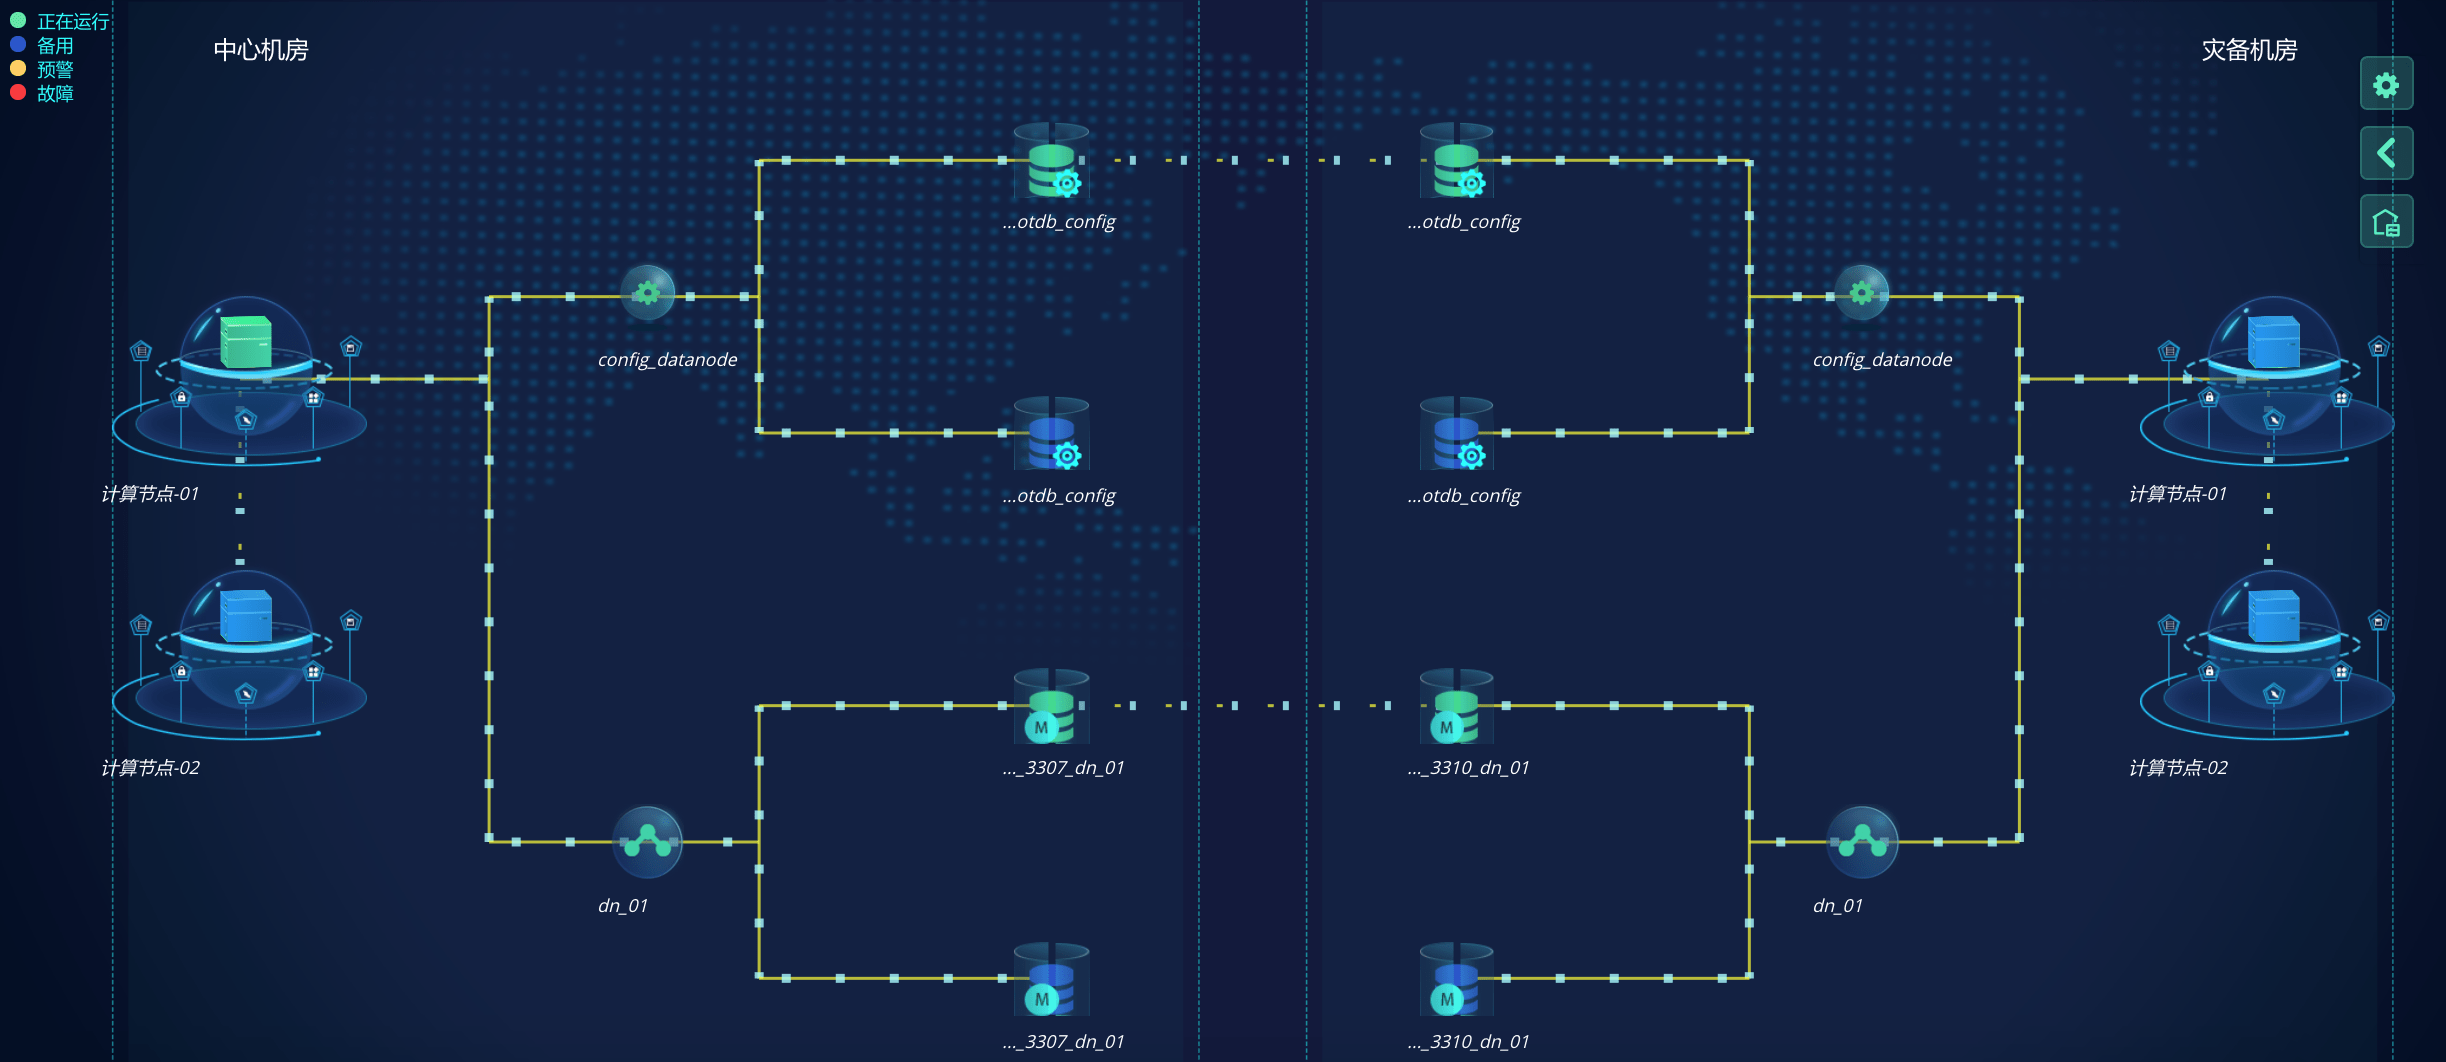 正在运行
备用
预警
故障
中心机房
灾备机房
...otdb_config
...otdb_config
config_datanode
config_datanode
计算节点-01
...otdb_config
...otdb_config
计算节点-01
计算节点-02
M
..._3307_dn_01
M
..._3310_dn_01
计算节点-02
dn_01
dn_01
M
..._3307_dn_01
M
..._3310_dn_01